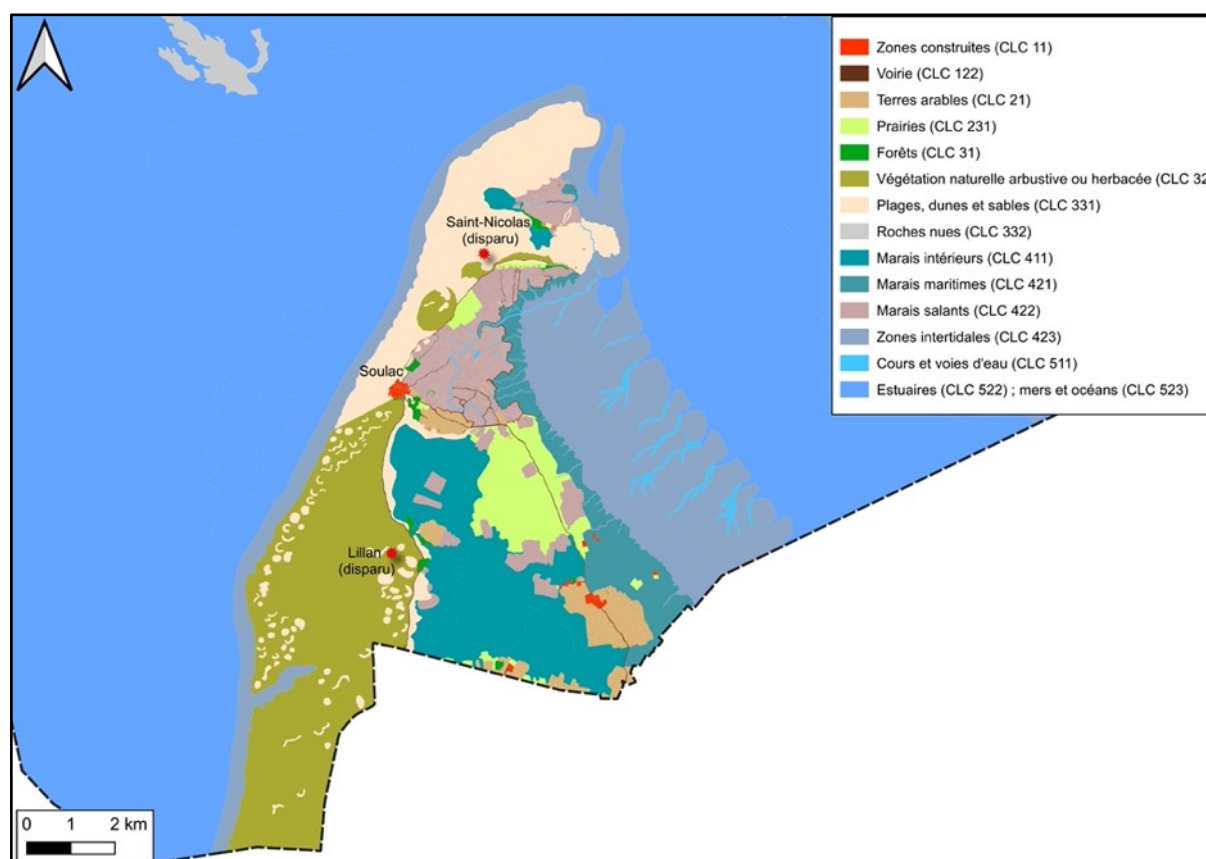 Zones construites (CLC 11)
Voirie (CLC 122)
Terres arables (CLC 21)
Prairies (CLC 231)
Forêts (CLC 31)
Végétation naturelle arbustive ou herbacée (CLC 32
Plages, dunes et sables (CLC 331)
Roches nues (CLC 332)
Marais intérieurs (CLC 411)
Marais maritimes (CLC 421)
Marais salants (CLC 422)
Zones intertidales (CLC 423)
Cours et voies d'eau (CLC 511)
Estuaires (CLC 522) ; mers et océans (CLC 523)
Saint-Nicolas
(disparu)
Soulac
Lillan
(disparu)
0 1 2 km